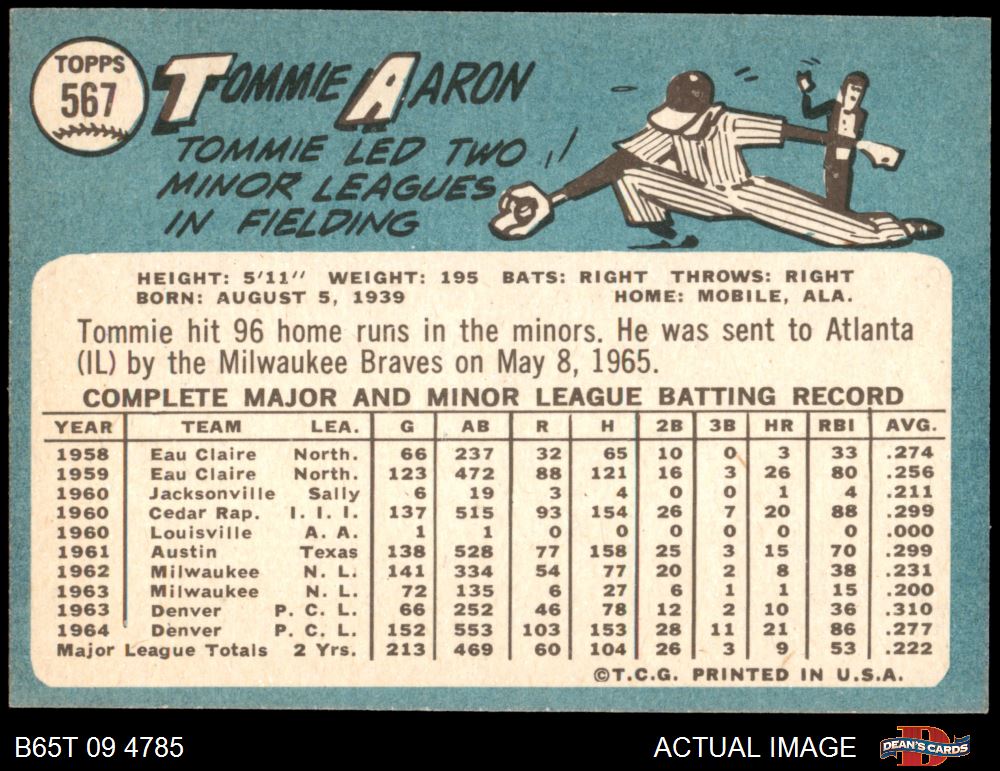 TOPPS
567
TOMMIE AARON
TOMMIE LED TWO
MINOR LEAGUES
IN FIELDING
HEIGHT: 5'11" WEIGHT: 195 BATS: RIGHT THROWS: RIGHT
BORN: AUGUST 5, 1939 HOME: MOBILE, ALA.
Tommie hit 96 home runs in the minors. He was sent to Atlanta
(IL) by the Milwaukee Braves on May 8, 1965.
COMPLETE MAJOR AND MINOR LEAGUE BATTING RECORD
YEAR TEAM LEA. G AB R H 2B 3B HR RBI AVG.
1958 Eau Claire North. 66 237 32 65 10 0 3 33 .274
1959 Eau Claire North. 123 472 88 121 16 3 26 80 .256
1960 Jacksonville Sally 6 19 3 4 0 0 1 4 .211
1960 Cedar Rap. I. I. I. 137 515 93 154 26 7 20 88 .299
1960 Louisville A. A. 1 1 0 0 0 0 0 0 .000
1961 Austin Texas 138 528 77 158 25 3 15 70 .299
1962 Milwaukee N. L. 141 334 54 77 20 2 8 38 .231
1963 Milwaukee N. L. 72 135 6 27 6 1 1 15 .200
1963 Denver P. C. L. 66 252 46 78 12 2 10 36 .310
1964 Denver P. C. L. 152 553 103 153 28 11 21 86 .277
Major League Totals 2 Yrs. 213 469 60 104 26 3 9 53 .222
©T.C.G. PRINTED IN U.S.A.
B65T 09 4785 ACTUAL IMAGE DEAN'S CARDS